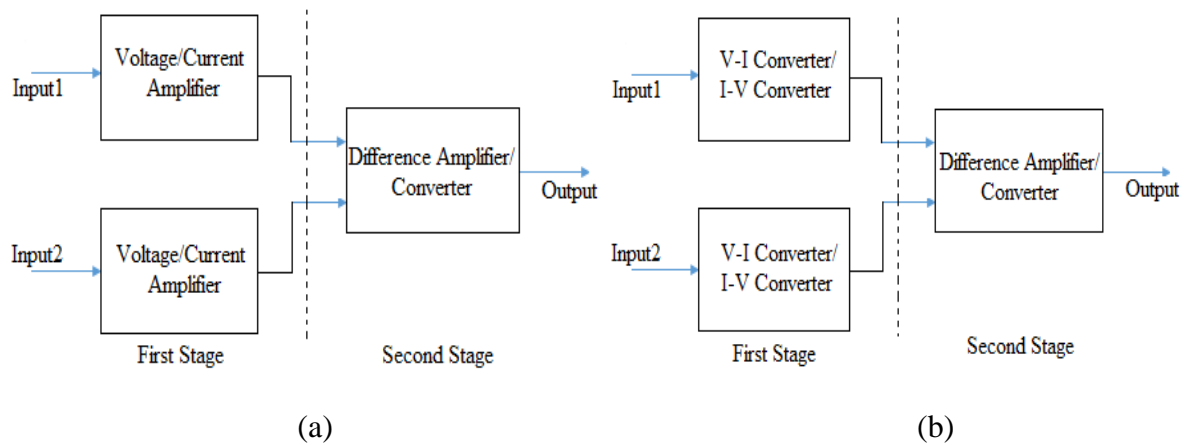 Voltage/Current
Amplifier
Input1
Difference Amplifier/
Converter
Output
Input2
Voltage/Current
Amplifier
First Stage
Second Stage
(a)
V-I Converter/
I-V Converter
Input1
Difference Amplifier/
Converter
Output
Input2
V-I Converter/
I-V Converter
First Stage
Second Stage
(b)